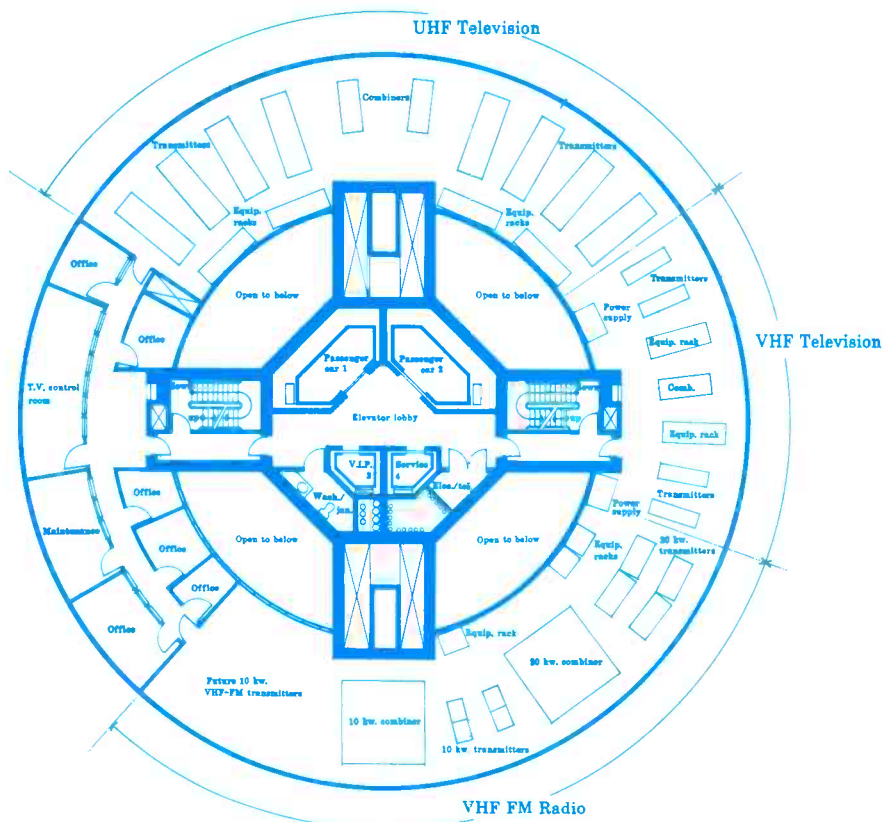 UHF Television
Combiners
Transmitters
Transmitters
Equip.
racks
Equip.
racks
Office
Open to below
Open to below
Transmitters
Power
supply
Office
VHF Television
Equip. rack
Passenger
car 1
Passenger
car 2
T.V. control
room
down
down
Comb.
up
up
Elevator lobby
Equip. rack
V.I.P.
3
Service
4
Elec./tel.
Wash./
jan.
Office
Transmitters
Power
supply
Maintenance
Office
Open to below
Open to below
20 kw.
transmitters
Equip.
racks
Office
Office
Equip. rack
20 kw. combiner
Future 10 kw.
VHF-FM transmitters
10 kw. combiner
10 kw. transmitters
VHF FM Radio